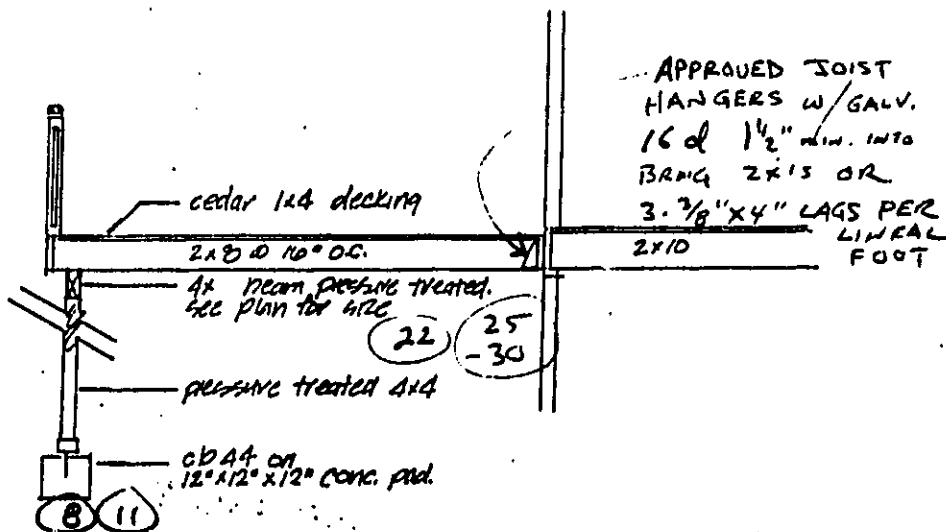 APPROVED JOIST
HANGERS W/ GALV.
16 d 1½" MIN. INTO
BRNG 2x's OR
3-3/8"x4" LAGS PER
LINEAL
FOOT
cedar 1x4 decking
2x8 @ 16" O.C.
2x10
4x beam pressure treated.
see plan for size
22
25
-30
pressure treated 4x4
cb 44 on
12"x12"x12" conc. pad.
8
11